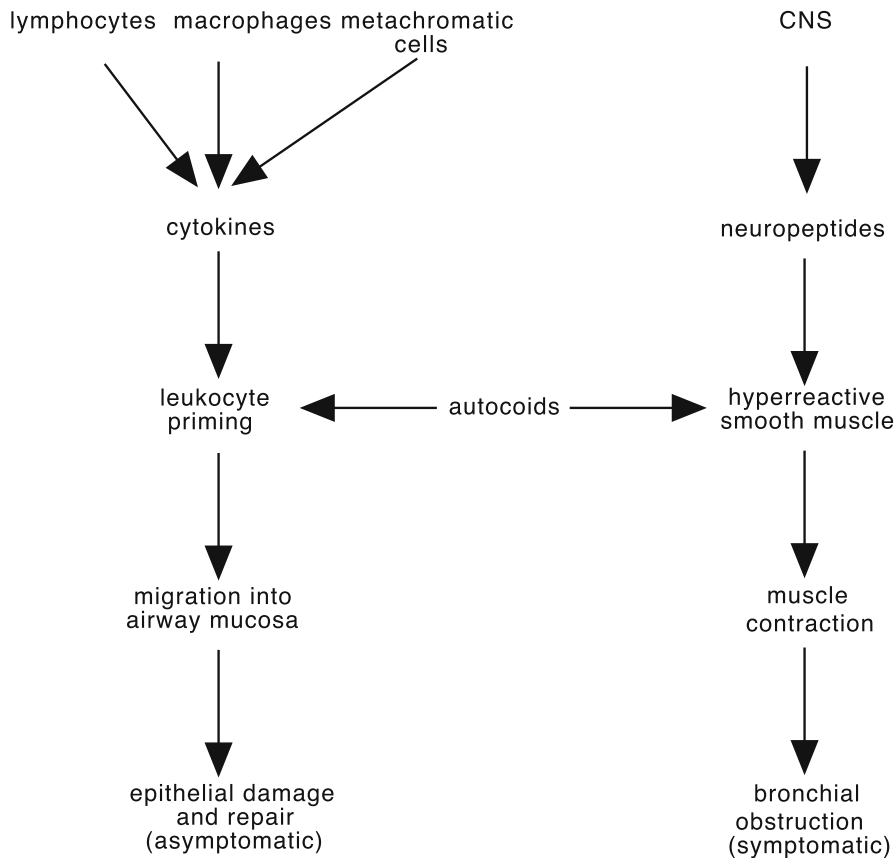 lymphocytes macrophages metachromatic
cells
CNS
cytokines
neuropeptides
leukocyte
priming
autocoids
hyperreactive
smooth muscle
migration into
airway mucosa
muscle
contraction
epithelial damage
and repair
(asymptomatic)
bronchial
obstruction
(symptomatic)